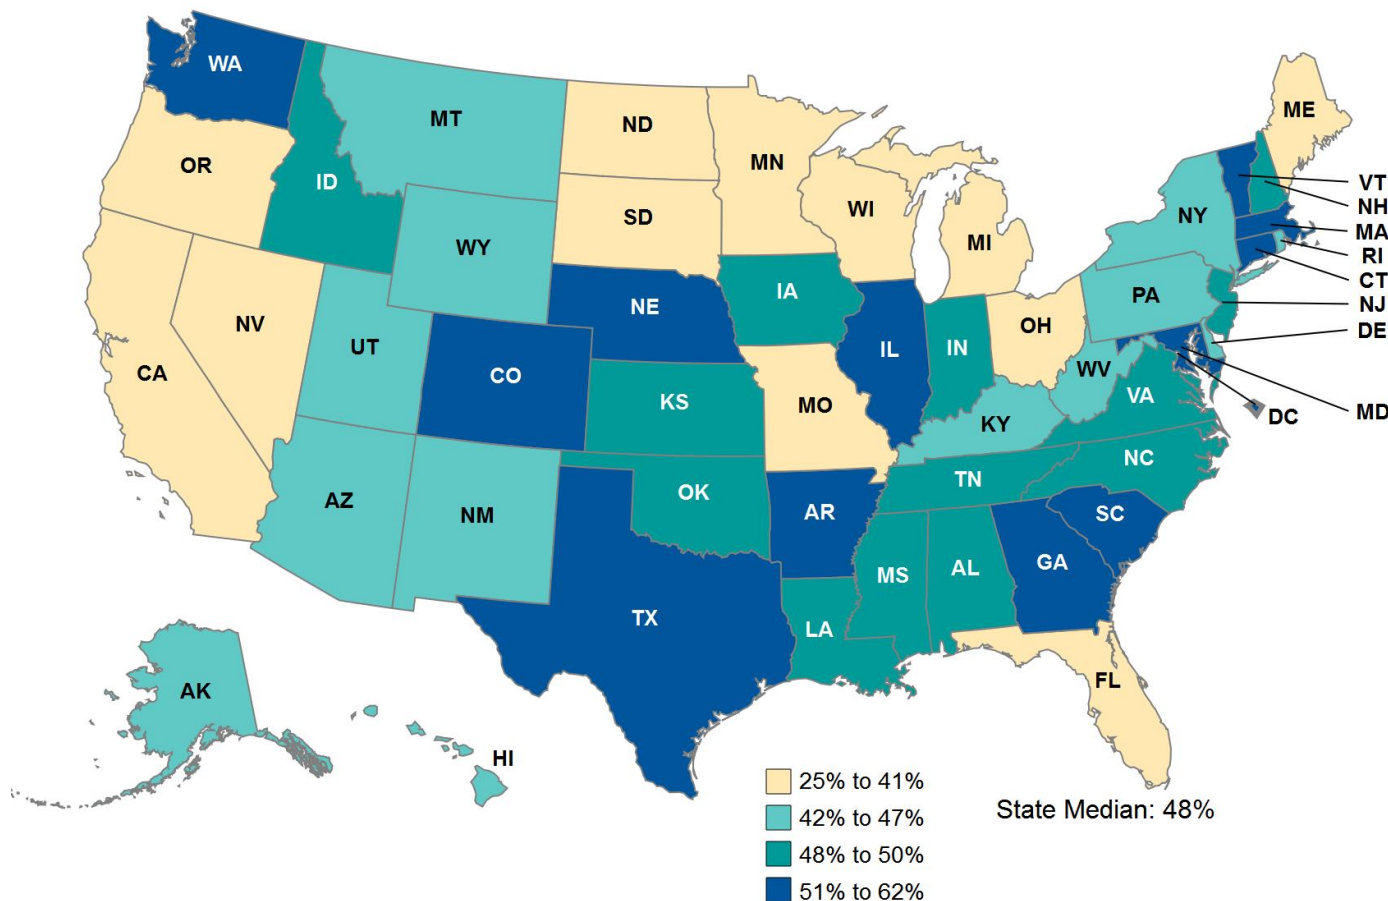 WA
MT
ND
MN
ME
OR
ID
SD
WI
MI
NY
VT
NH
MA
RI
CT
NJ
DE
MD
DC
WY
NV
UT
CO
NE
IA
IL
IN
OH
PA
WV
VA
CA
KS
MO
KY
NC
TN
AZ
NM
OK
AR
SC
MS
AL
GA
TX
LA
FL
AK
HI
25% to 41%
42% to 47%
48% to 50%
51% to 62%
State Median: 48%